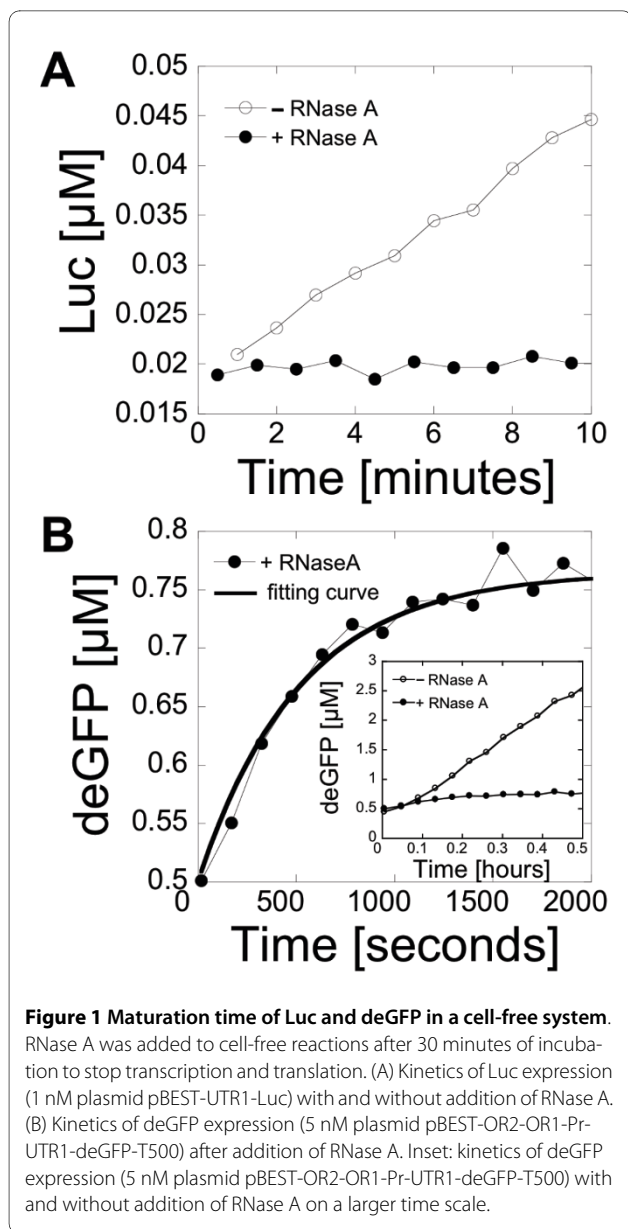 A
0.05
0.045
0.04
0.035
0.03
0.025
0.02
0.015
Luc [µM]
– RNase A
+ RNase A
0 2 4 6 8 10
Time [minutes]
B
0.8
0.75
0.7
0.65
0.6
0.55
0.5
deGFP [µM]
+ RNaseA
fitting curve
3
2.5
2
1.5
1
0.5
0
deGFP [µM]
– RNase A
+ RNase A
0 0.1 0.2 0.3 0.4 0.5
Time [hours]
0 500 1000 1500 2000
Time [seconds]
Figure 1 Maturation time of Luc and deGFP in a cell-free system.
RNase A was added to cell-free reactions after 30 minutes of incuba-
tion to stop transcription and translation. (A) Kinetics of Luc expression
(1 nM plasmid pBEST-UTR1-Luc) with and without addition of RNase A.
(B) Kinetics of deGFP expression (5 nM plasmid pBEST-OR2-OR1-Pr-
UTR1-deGFP-T500) after addition of RNase A. Inset: kinetics of deGFP
expression (5 nM plasmid pBEST-OR2-OR1-Pr-UTR1-deGFP-T500) with
and without addition of RNase A on a larger time scale.